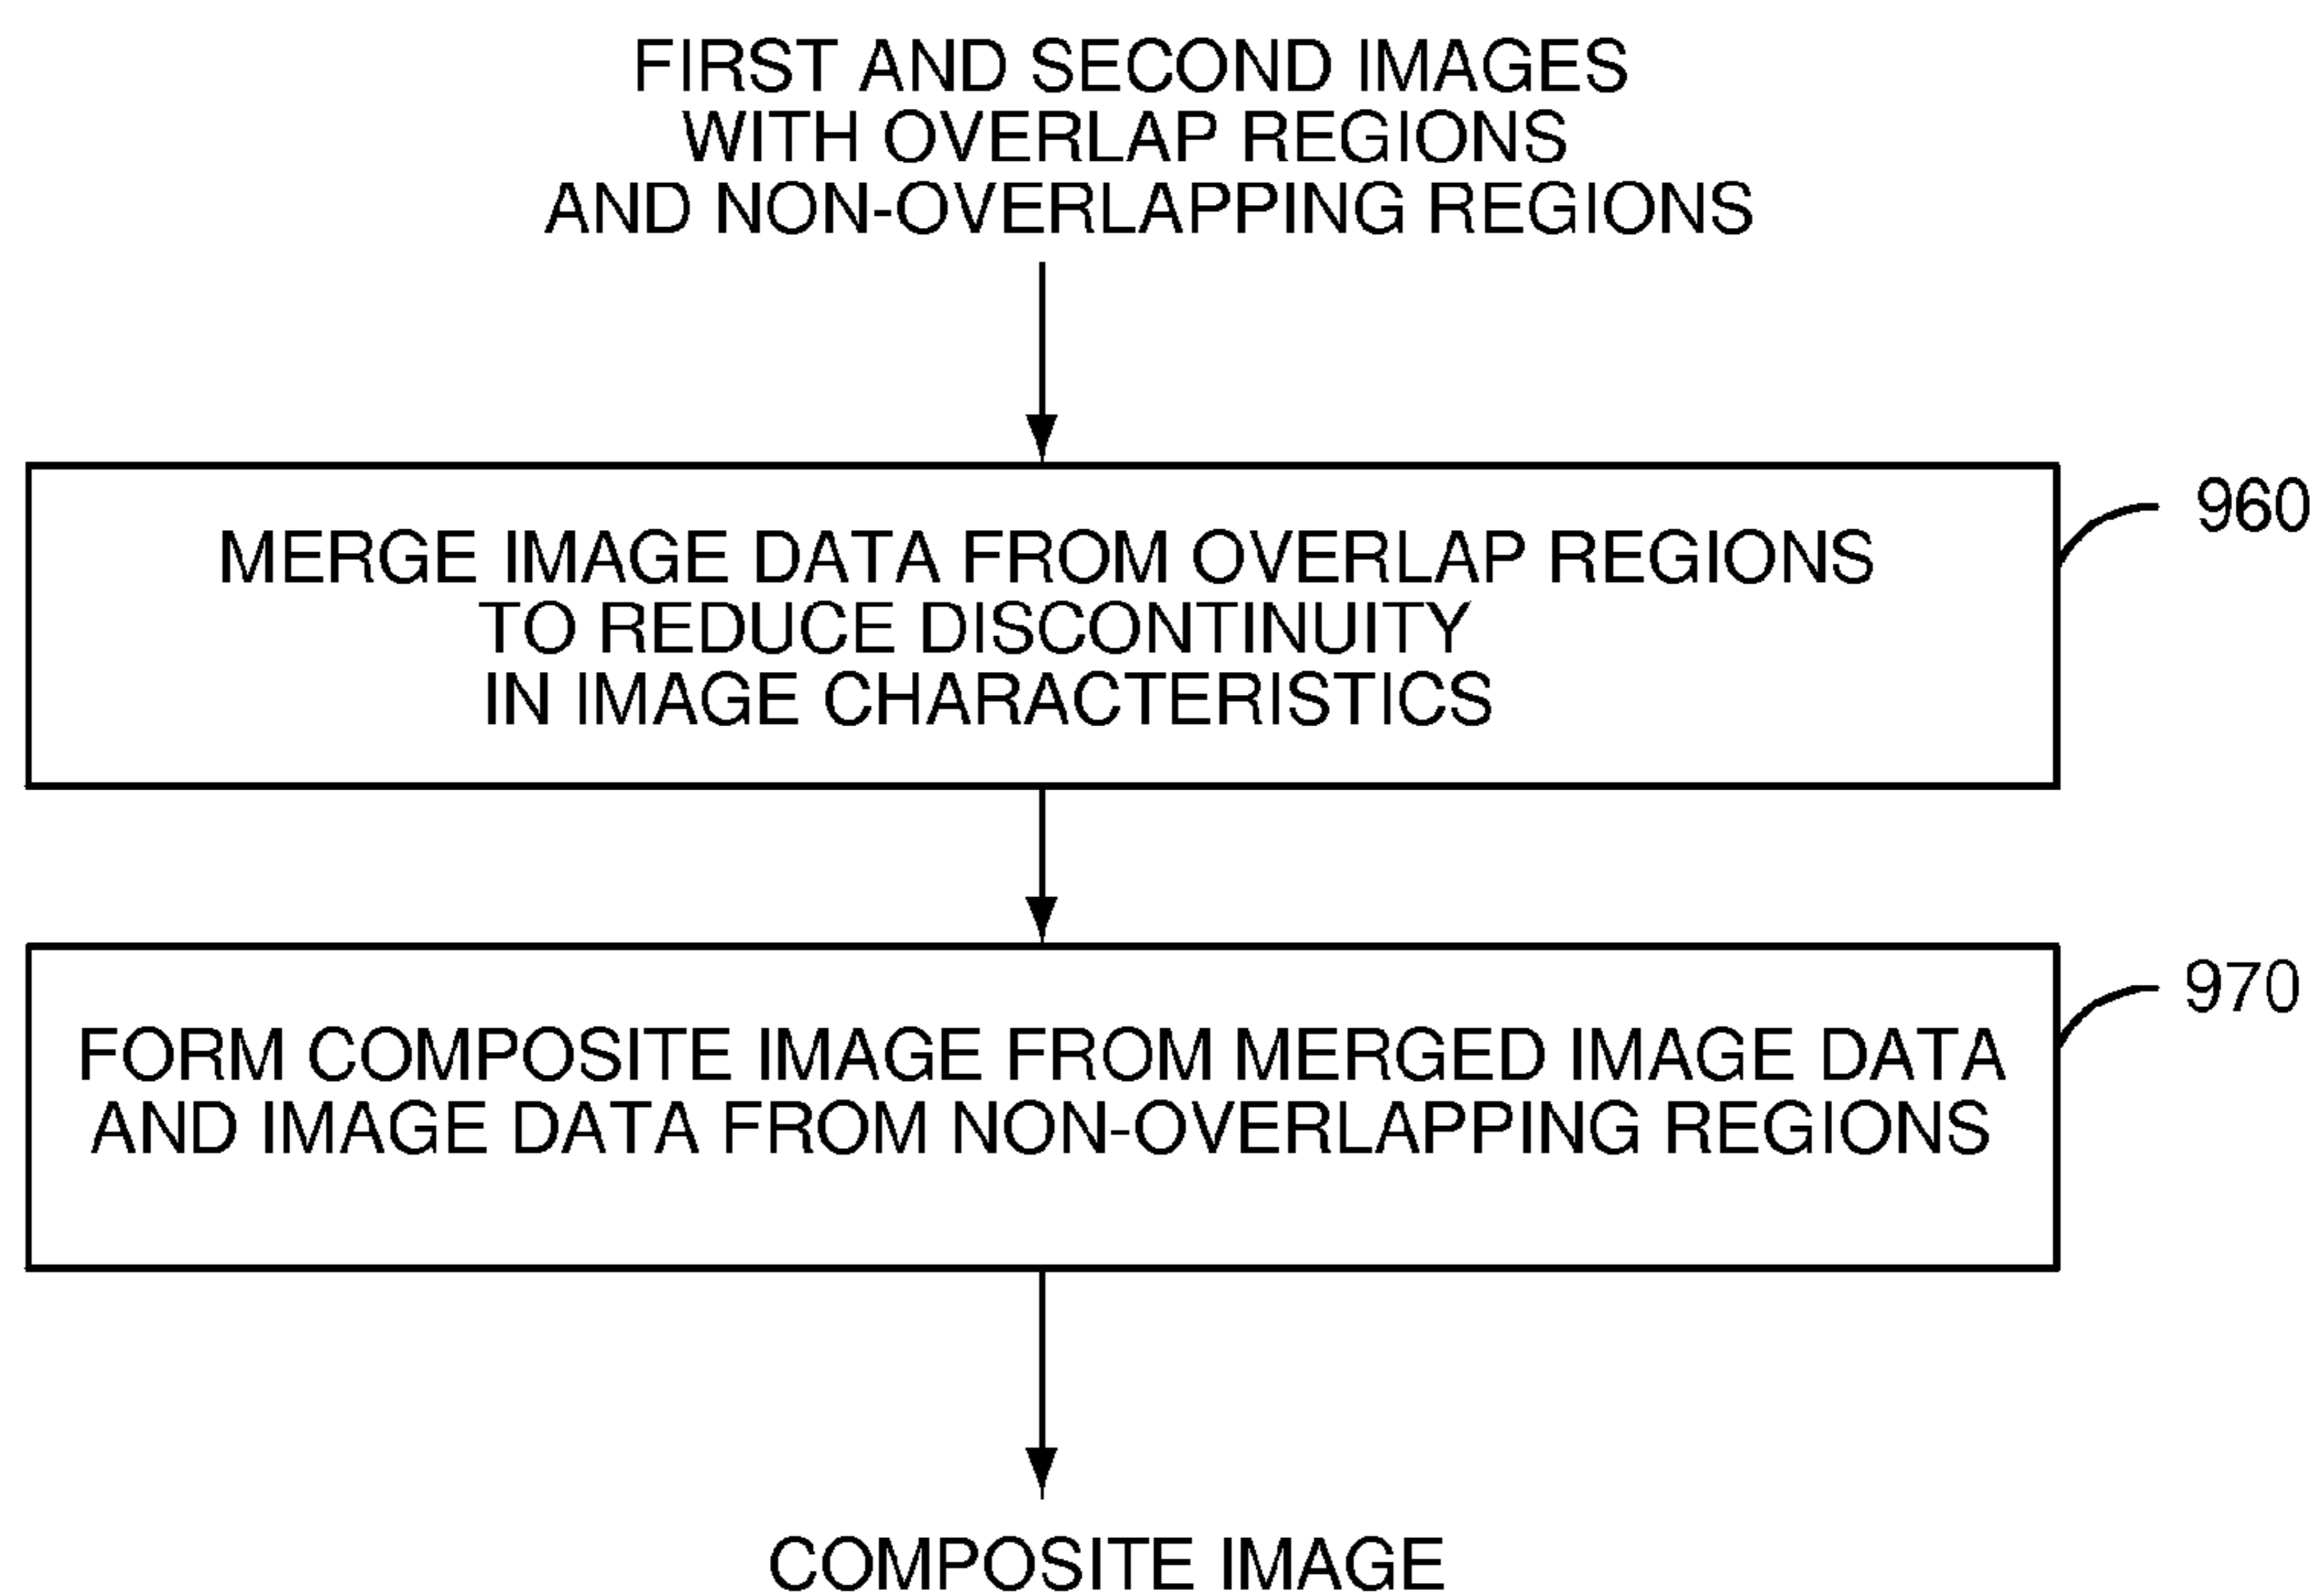 FIRST AND SECOND IMAGES
WITH OVERLAP REGIONS
AND NON-OVERLAPPING REGIONS
960
MERGE IMAGE DATA FROM OVERLAP REGIONS
TO REDUCE DISCONTINUITY
IN IMAGE CHARACTERISTICS
970
FORM COMPOSITE IMAGE FROM MERGED IMAGE DATA
AND IMAGE DATA FROM NON-OVERLAPPING REGIONS
COMPOSITE IMAGE